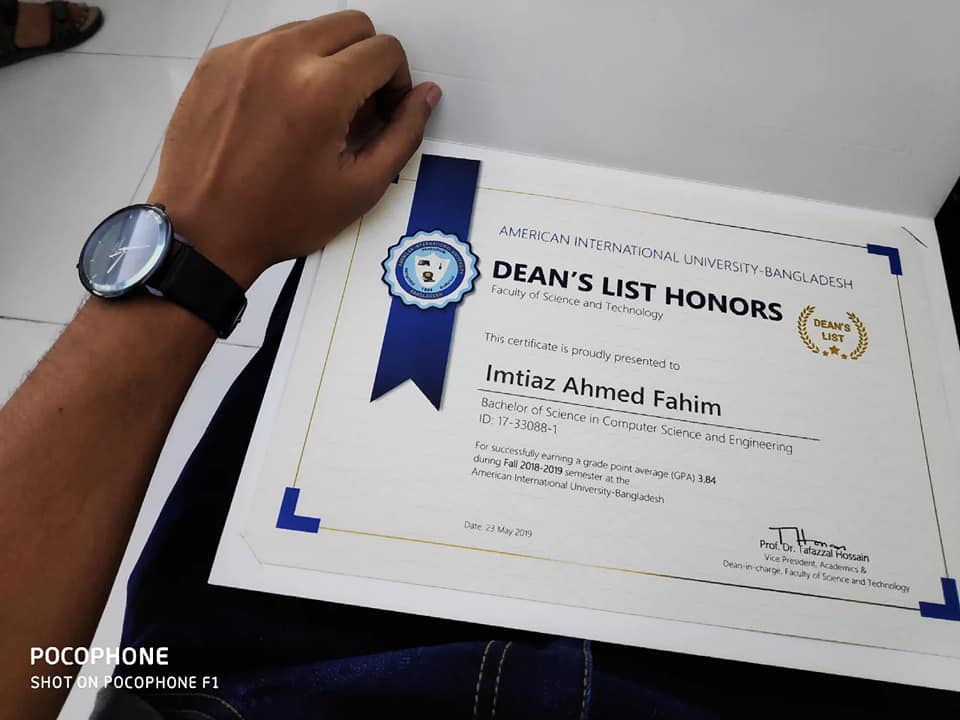 AMERICAN INTERNATIONAL UNIVERSITY-BANGLADESH
DEAN'S LIST HONORS
Faculty of Science and Technology
DEAN'S
LIST
This certificate is proudly presented to
Imtiaz Ahmed Fahim
Bachelor of Science in Computer Science and Engineering
ID: 17-33088-1
For successfully earning a grade point average (GPA) 3.84
during Fall 2018-2019 semester at the
American International University-Bangladesh
Date: 23 May 2019
Prof. Dr. Tafazzal Hossain
Vice President, Academics &
Dean-in-charge, Faculty of Science and Technology
POCOPHONE
SHOT ON POCOPHONE F1